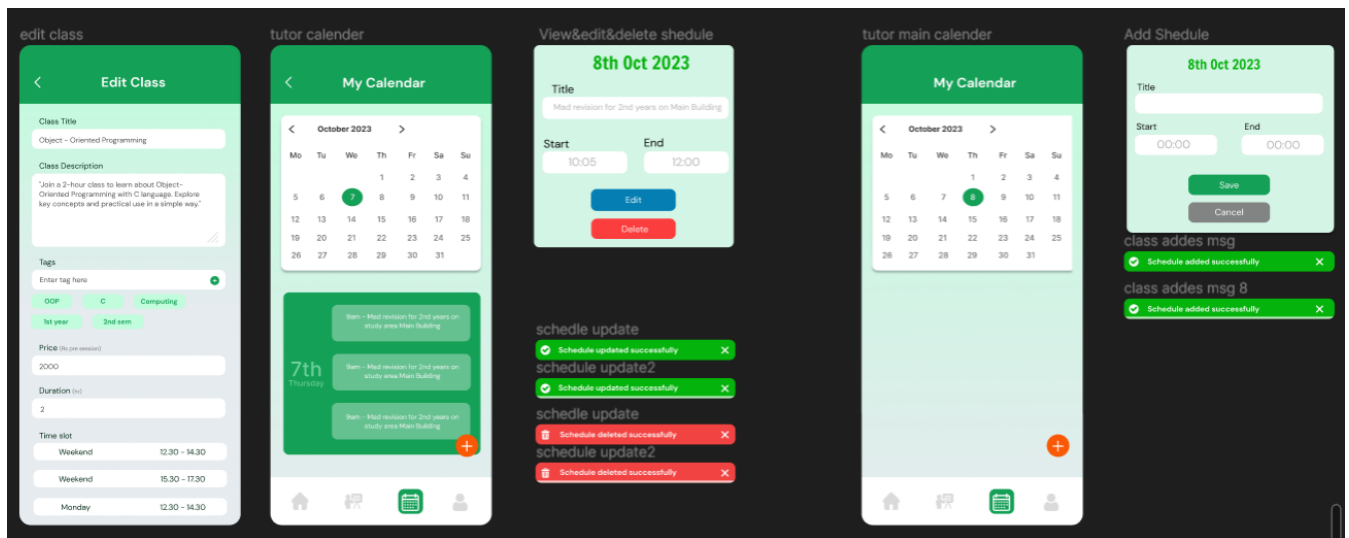 edit class
Edit Class
Class Title
Object - Oriented Programming
Class Description
"Join a 2-hour class to learn about Object-
Oriented Programming with C language. Explore
key concepts and practical use in a simple way."
Tags
Enter tag here
OOP C Computing
1st year 2nd sem
Price (Rs.pre session)
2000
Duration (hr)
2
Time slot
Weekend 12.30 - 14.30
Weekend 15.30 - 17.30
Monday 12.30 - 14.30
tutor calender
My Calendar
October 2023
Mo Tu We Th Fr Sa Su
1 2 3 4
5 6 7 8 9 10 11
12 13 14 15 16 17 18
19 20 21 22 23 24 25
26 27 28 29 30 31
7th
Thursday
9am - Mad revision for 2nd years on
study area Main Building
9am - Mad revision for 2nd years on
study area Main Building
9am - Mad revision for 2nd years on
study area Main Building
View&edit&delete shedule
8th Oct 2023
Title
Mad revision for 2nd years on Main Building
Start End
10:05 12:00
Edit
Delete
schedle update
Schedule updated successfully
schedule update2
Schedule updated successfully
schedle update
Schedule deleted successfully
schedule update2
Schedule deleted successfully
tutor main calender
My Calendar
October 2023
Mo Tu We Th Fr Sa Su
1 2 3 4
5 6 7 8 9 10 11
12 13 14 15 16 17 18
19 20 21 22 23 24 25
26 27 28 29 30 31
Add Shedule
8th Oct 2023
Title
Start End
00:00 00:00
Save
Cancel
class addes msg
Schedule added successfully
class addes msg 8
Schedule added successfully